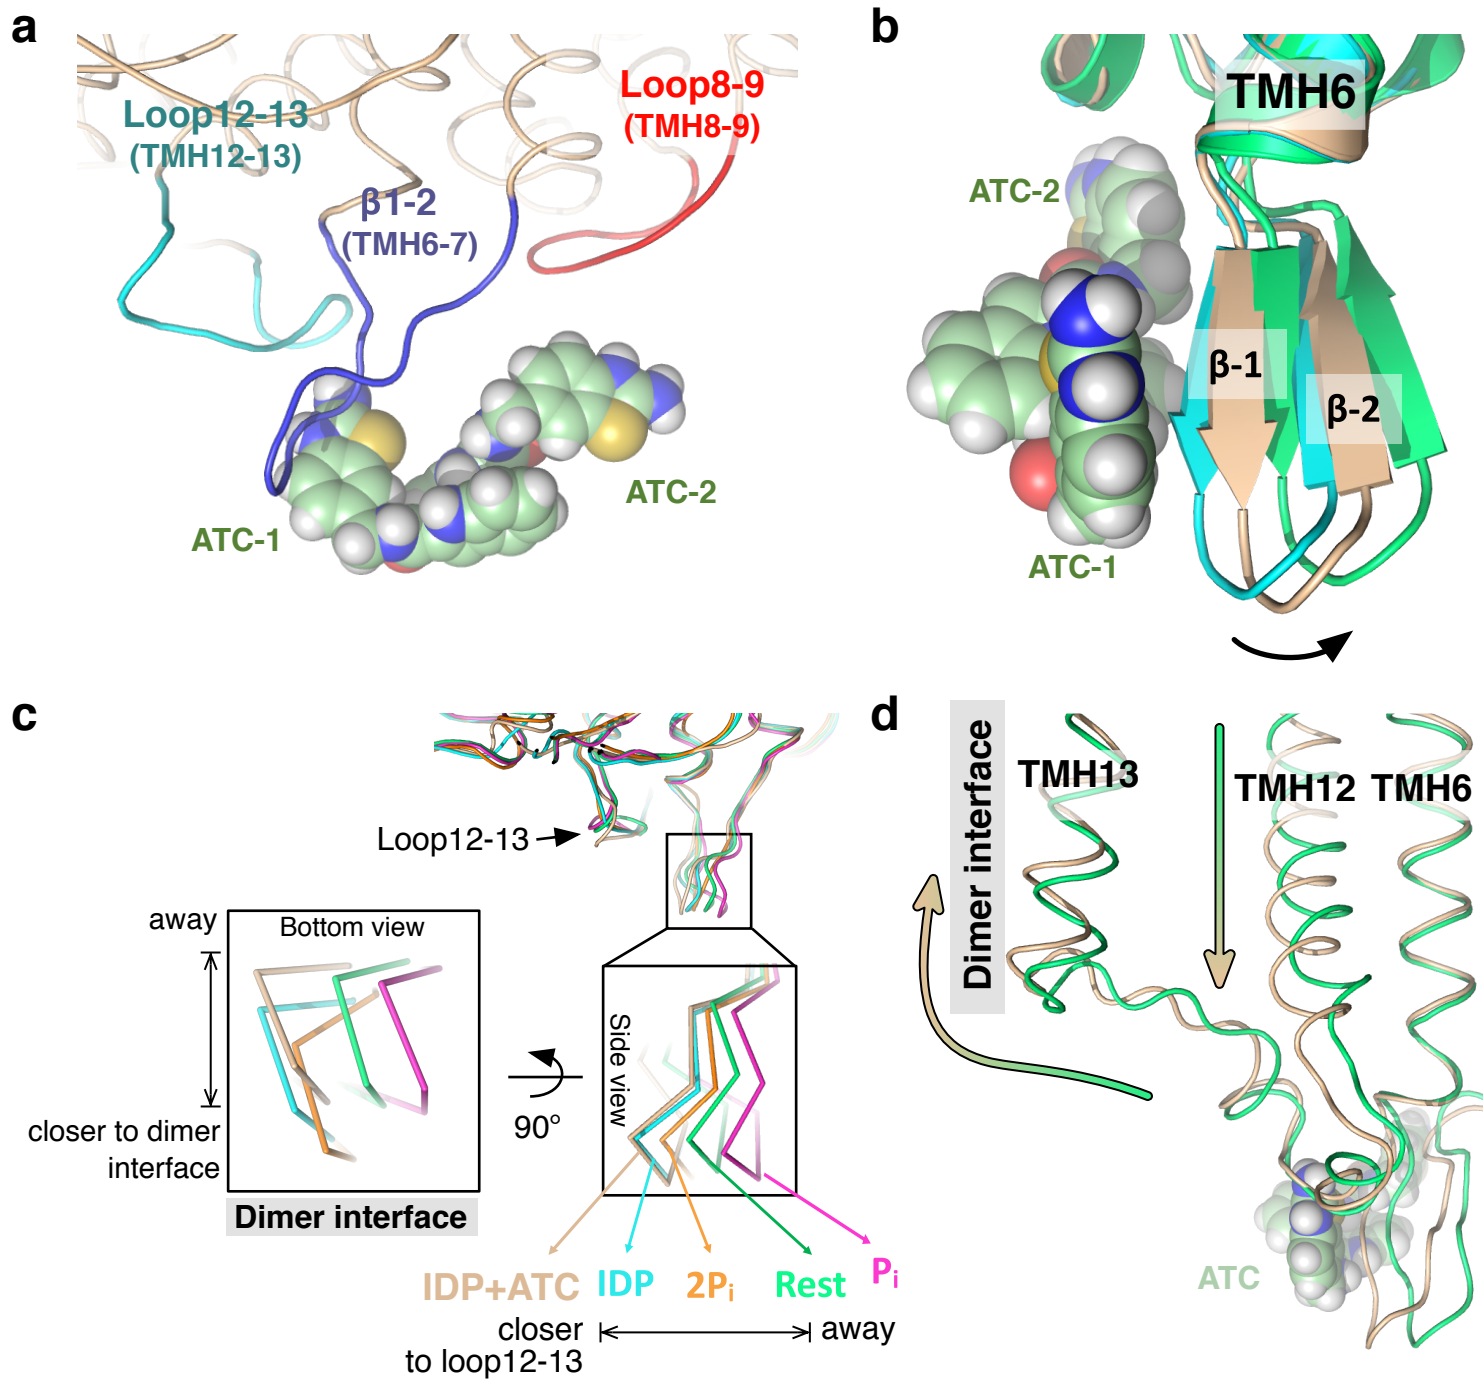 a
Loop12-13
(TMH12-13)
β1-2
(TMH6-7)
Loop8-9
(TMH8-9)
ATC-1
ATC-2
b
TMH6
ATC-2
β-1
β-2
ATC-1
c
Loop12-13
away
Bottom view
closer to dimer
interface
Dimer interface
90°
Side view
IDP+ATC
IDP
2Pi
Rest
Pi
closer
to loop12-13
away
d
Dimer interface
TMH13
TMH12
TMH6
ATC